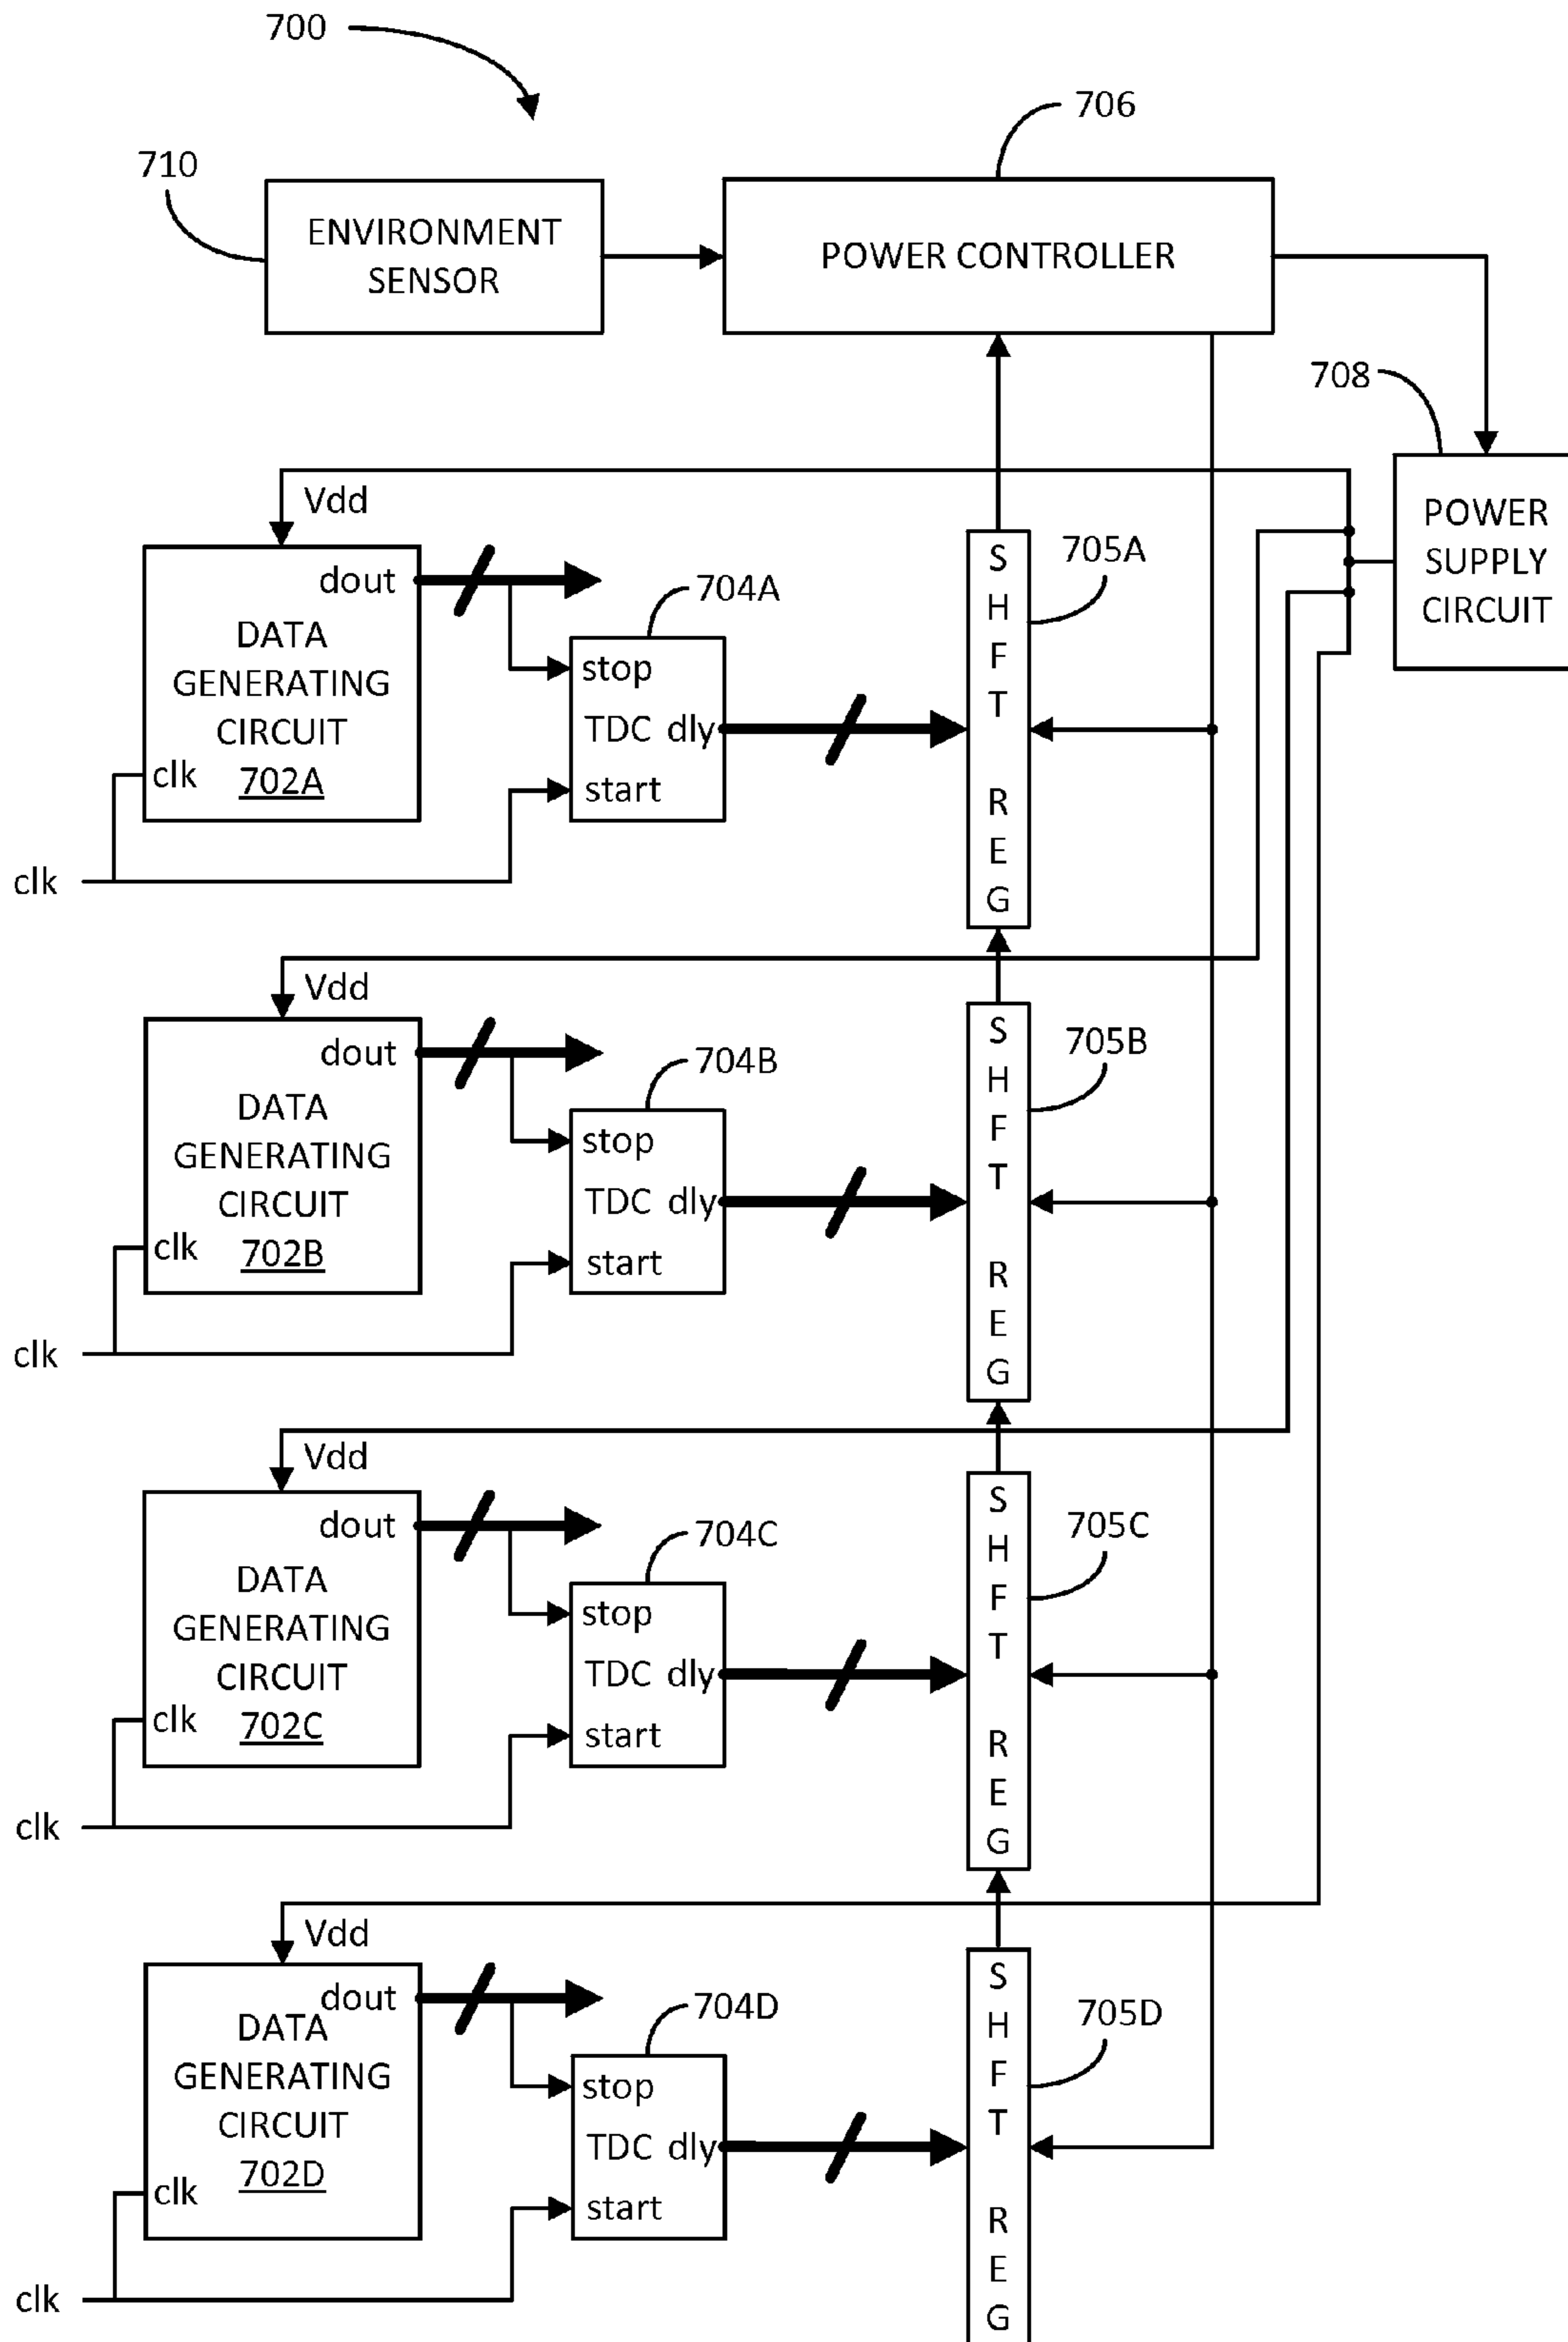 700
706
710
ENVIRONMENT
SENSOR
POWER CONTROLLER
708
POWER
SUPPLY
CIRCUIT
Vdd
dout
DATA
GENERATING
CIRCUIT
702A
clk
clk
704A
stop
TDC dly
start
705A
SHFT REG
Vdd
dout
DATA
GENERATING
CIRCUIT
702B
clk
clk
704B
stop
TDC dly
start
705B
SHFT REG
Vdd
dout
DATA
GENERATING
CIRCUIT
702C
clk
clk
704C
stop
TDC dly
start
705C
SHFT REG
Vdd
dout
DATA
GENERATING
CIRCUIT
702D
clk
clk
704D
stop
TDC dly
start
705D
SHFT REG